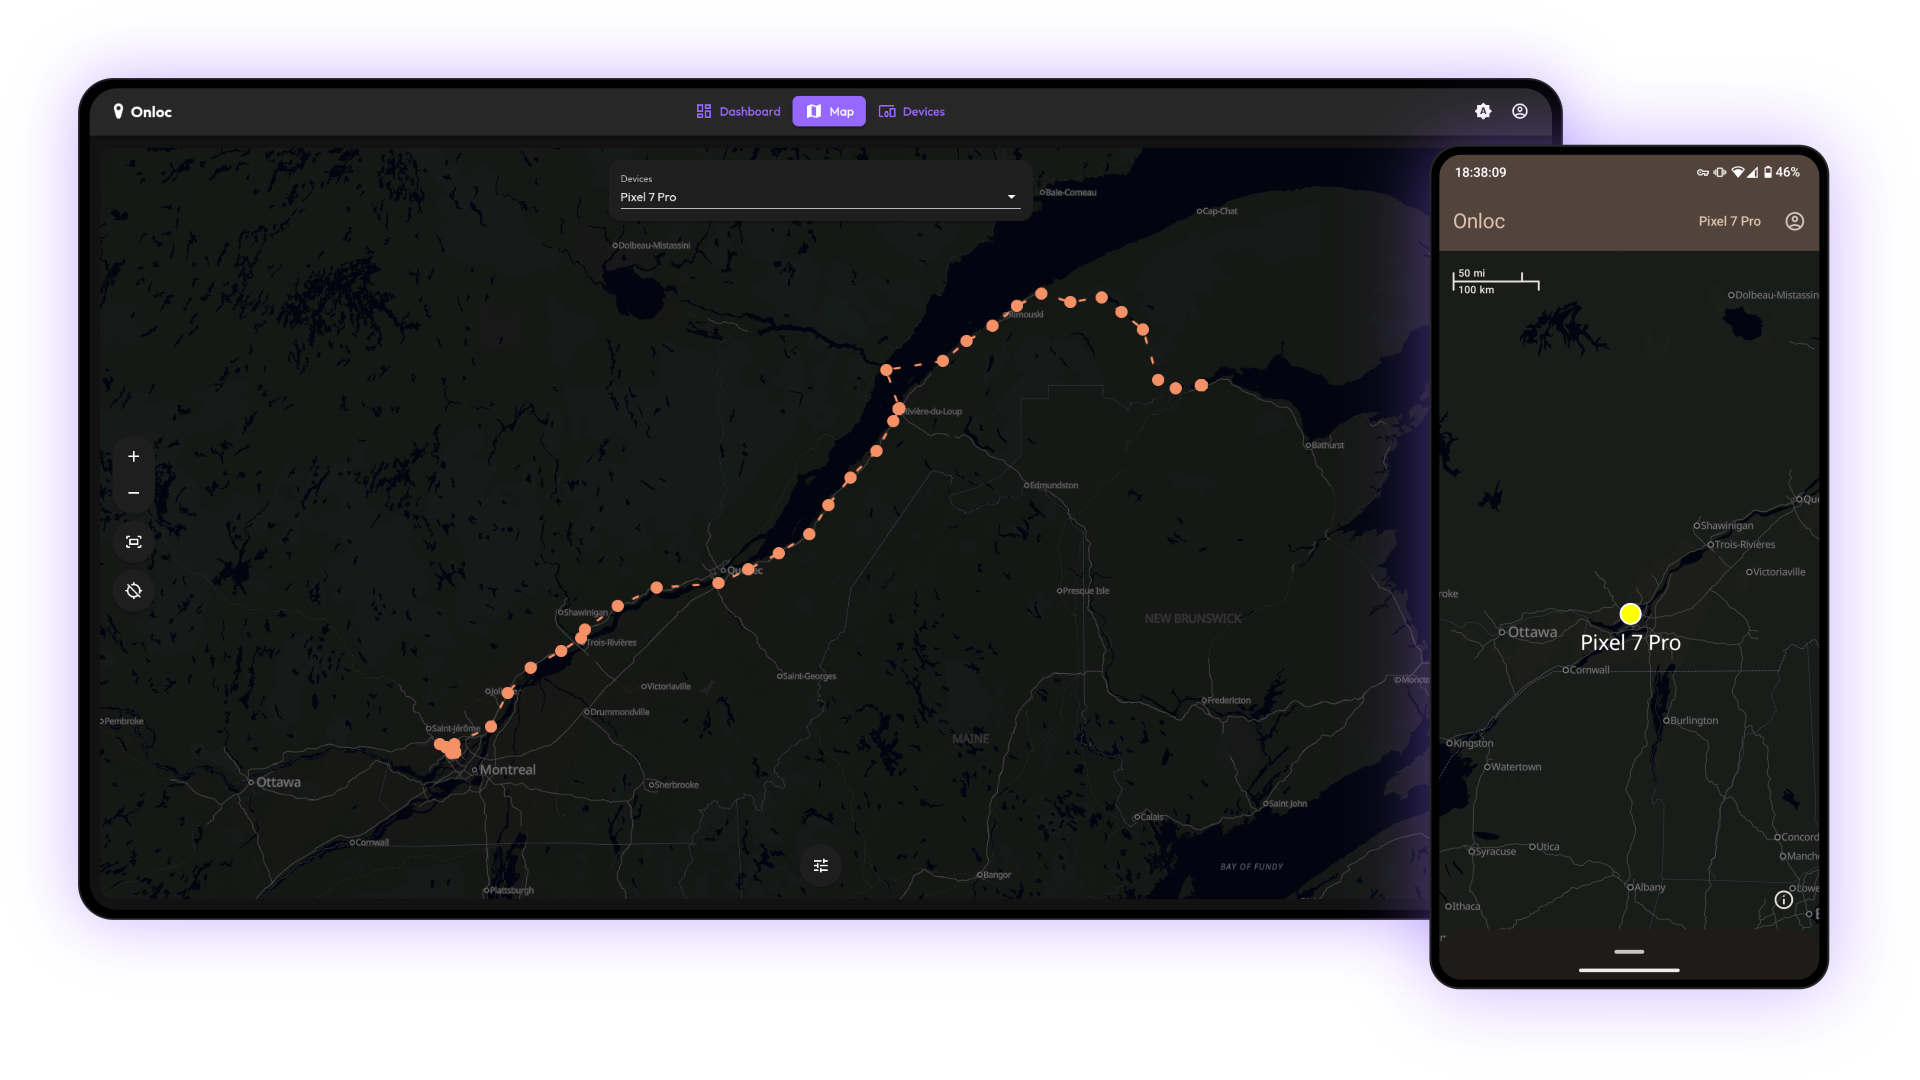 Onloc
Dashboard
Map
Devices
Devices
Pixel 7 Pro
Baie-Comeau
Cap-Chat
Dolbeau-Mistassini
Rimouski
Rivière-du-Loup
Bathurst
Edmundston
Presque Isle
NEW BRUNSWICK
Shawinigan
Trois-Rivières
Saint-Georges
Victoriaville
Drummondville
Fredericton
Pembroke
Saint-Jérôme
MAINE
Montreal
Ottawa
Sherbrooke
Saint John
Calais
Cornwall
BAY OF FUNDY
Bangor
Plattsburgh
18:38:09
46%
Onloc
Pixel 7 Pro
50 mi
100 km
Dolbeau-Mistassin
Qu
Shawinigan
Trois-Rivières
Victoriaville
roke
Ottawa
Pixel 7 Pro
Cornwall
Burlington
Kingston
Watertown
Concord
Syracuse
Utica
Manch
Albany
Lowe
Ithaca